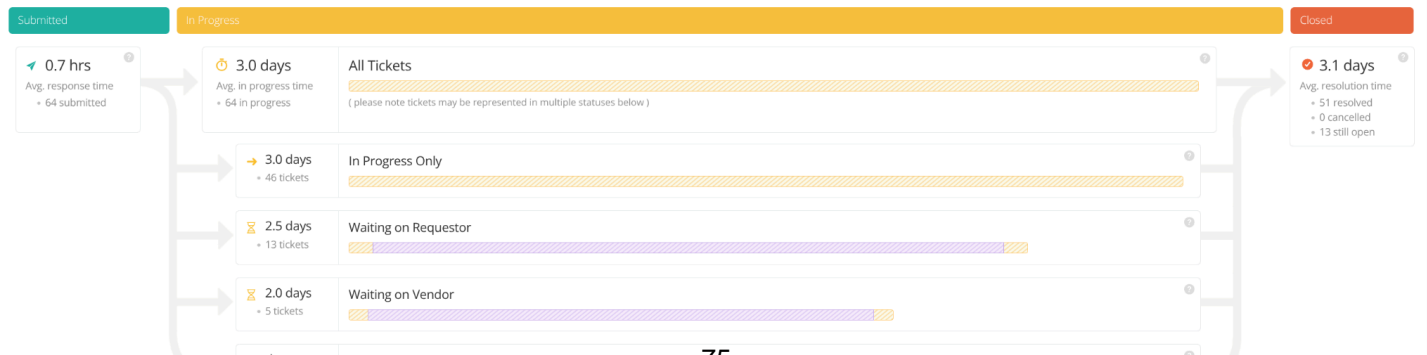 Submitted
In Progress
Closed
0.7 hrs
Avg. response time
64 submitted
3.0 days
Avg. in progress time
64 in progress
All Tickets
( please note tickets may be represented in multiple statuses below )
3.1 days
Avg. resolution time
51 resolved
0 cancelled
13 still open
3.0 days
46 tickets
In Progress Only
2.5 days
13 tickets
Waiting on Requestor
2.0 days
5 tickets
Waiting on Vendor